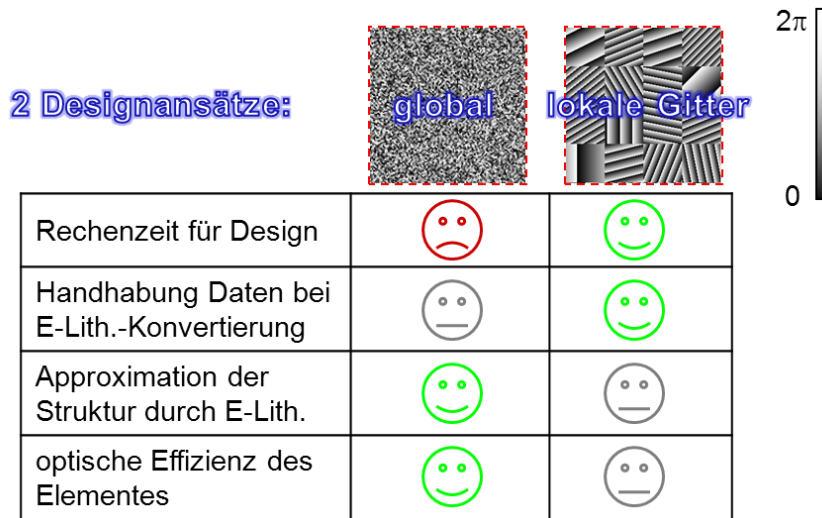 2π
2 Designansätze:
global
lokale Gitter
0
Rechenzeit für Design
Handhabung Daten bei
E-Lith.-Konvertierung
Approximation der
Struktur durch E-Lith.
optische Effizienz des
Elementes